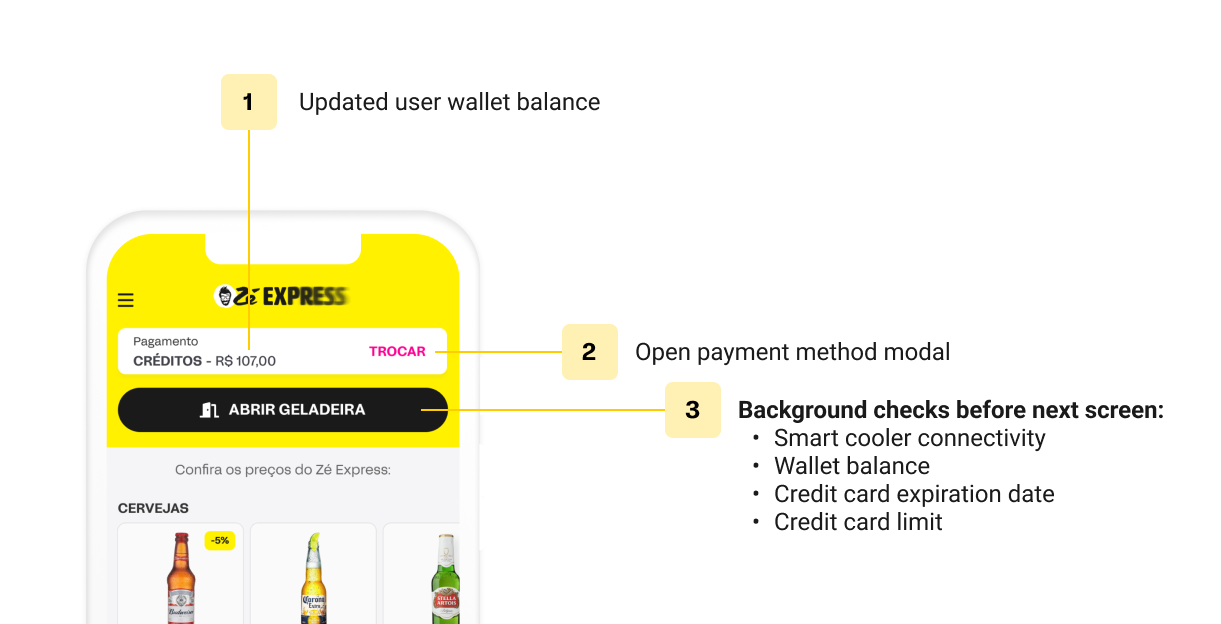 1 Updated user wallet balance
Zé EXPRESS
Pagamento
CRÉDITOS - R$ 107,00
TROCAR
2 Open payment method modal
ABRIR GELADEIRA
3 Background checks before next screen:
• Smart cooler connectivity
• Wallet balance
• Credit card expiration date
• Credit card limit
Confira os preços do Zé Express:
CERVEJAS
-5%
Budweiser
Corona
Extra
STELLA
ARTOIS